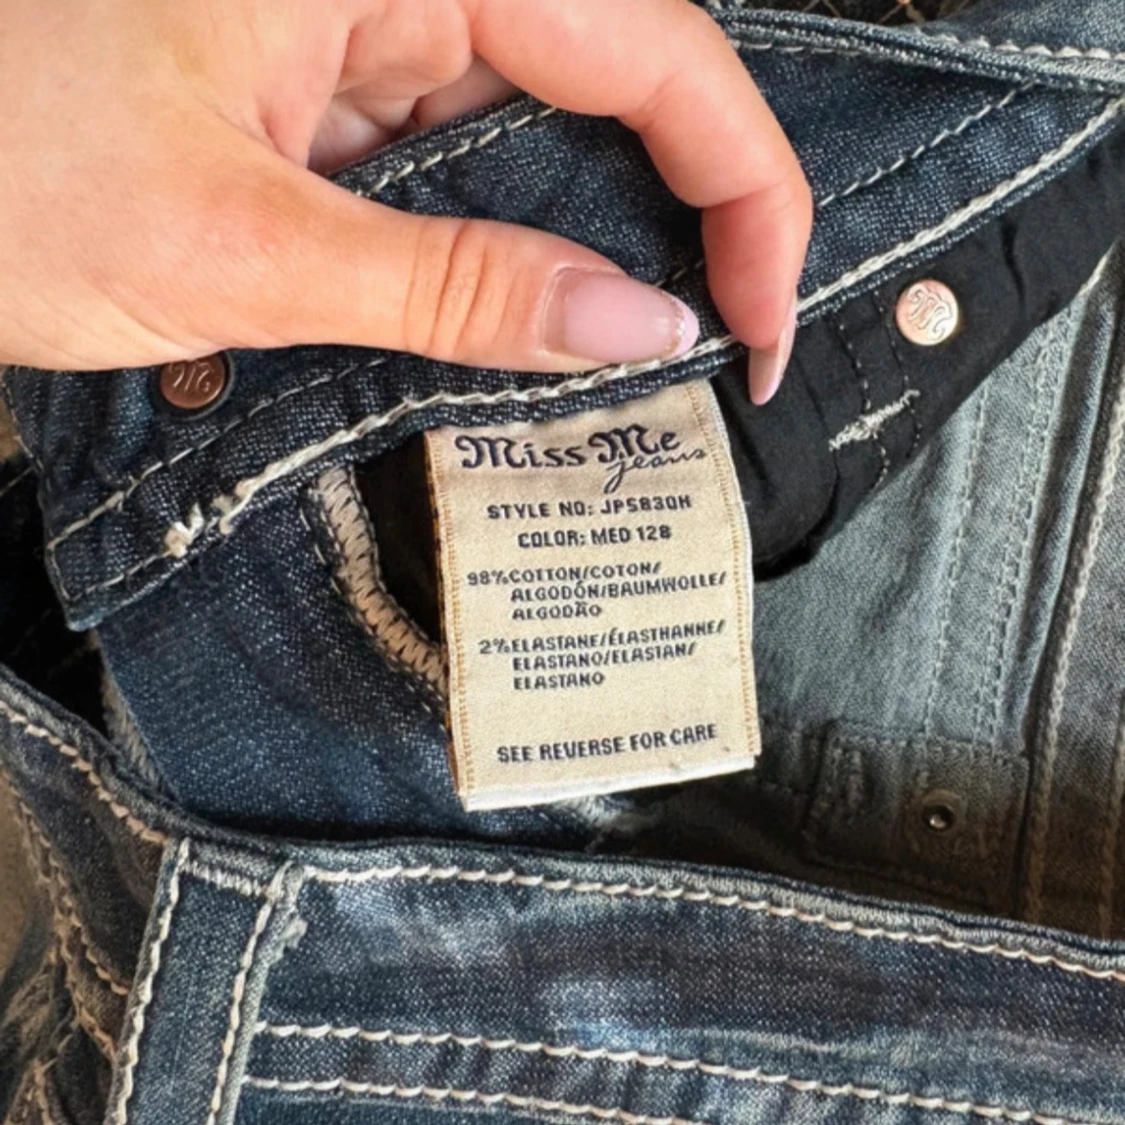 Miss Me
jeans
STYLE NO: JP5830H
COLOR: MED 128
98% COTTON/COTON/
ALGODÓN/BAUMWOLLE/
ALGODÃO
2% ELASTANE/ÉLASTHANNE/
ELASTANO/ELASTAN/
ELASTANO
SEE REVERSE FOR CARE